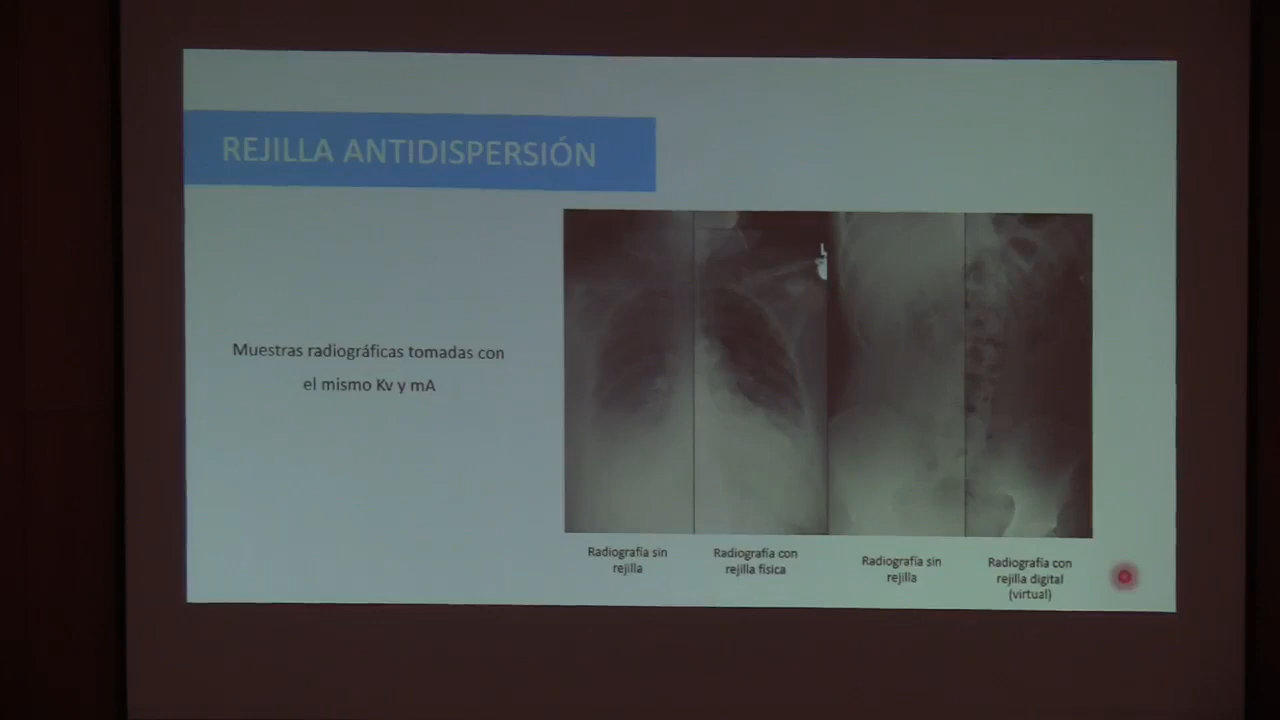 REJILLA ANTIDISPERSIÓN
Muestras radiográficas tomadas con
el mismo Kv y mA
Radiografía sin
rejilla
Radiografía con
rejilla física
Radiografía sin
rejilla
Radiografía con
rejilla digital
(virtual)